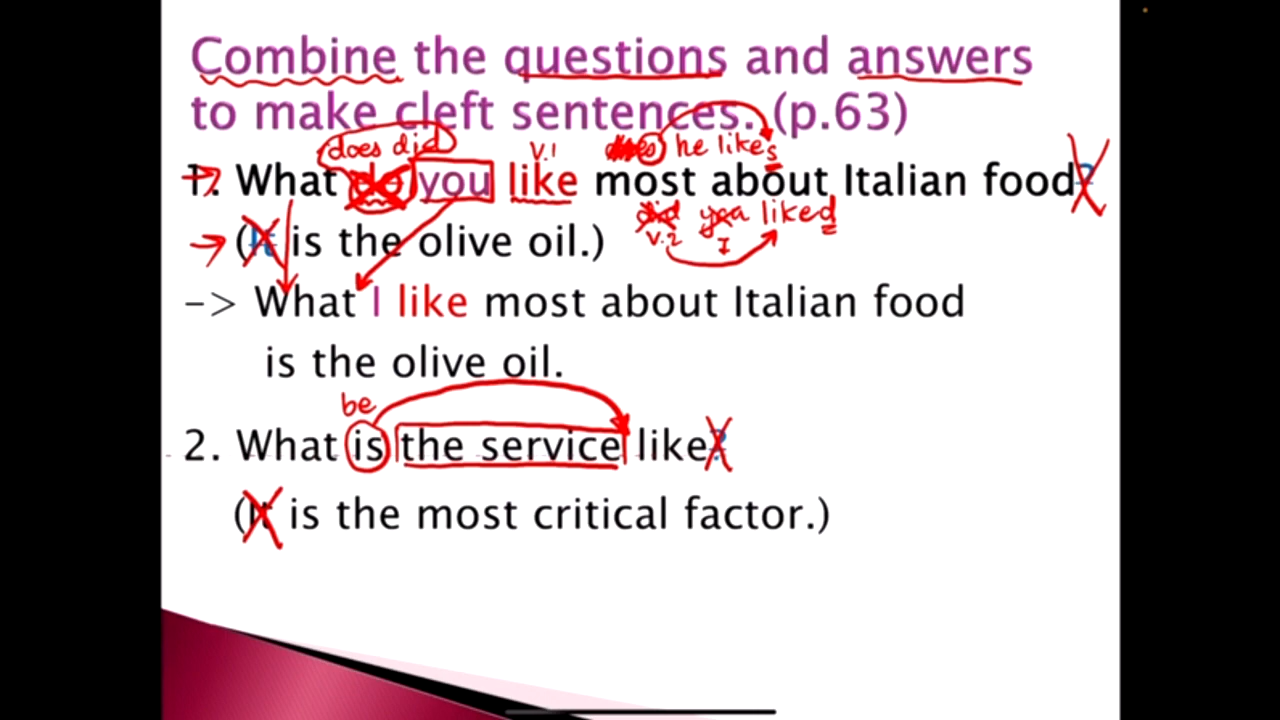 Combine the questions and answers
to make cleft sentences. (p.63)
does did V.1 he likes
1. What do you like most about Italian food?
did you liked
V.2 I
(It is the olive oil.)
-> What I like most about Italian food
is the olive oil.
be
2. What is the service like?
(It is the most critical factor.)